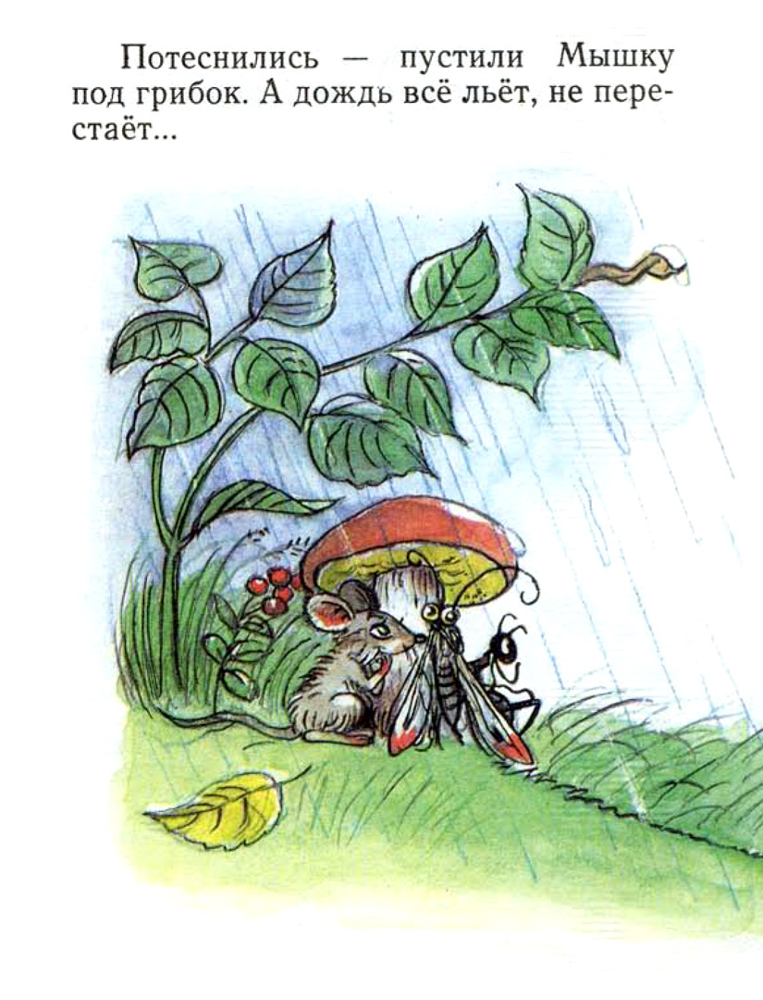 Потеснились — пустили Мышку
под грибок. А дождь всё льёт, не пере-
стаёт...